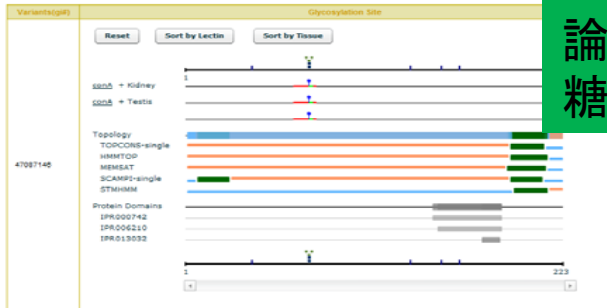 Variants(gi#) Glycosylation Site
論
糖
Reset Sort by Lectin Sort by Tissue
1
conA + Kidney
conA + Testis
Topology
TOPCONS-single
HMMTOP
MEMSAT
SCAMPI-single
STMHMM
47087146
Protein Domains
IPR000742
IPR006210
IPR013032
1 223